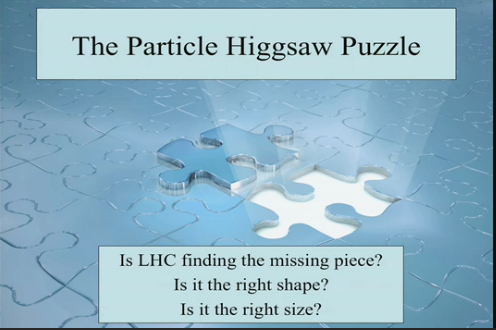 The Particle Higgsaw Puzzle
Is LHC finding the missing piece?
Is it the right shape?
Is it the right size?